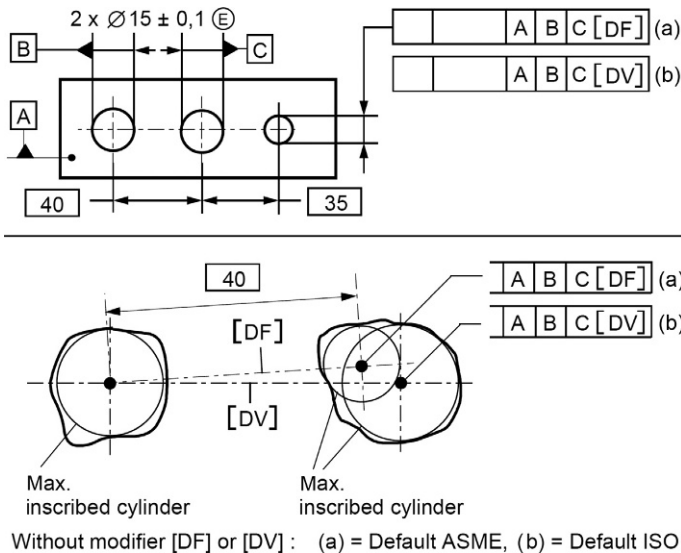 2 x Ø 15 ± 0,1 Ⓔ
B
C
A B C [DF] (a)
A B C [DV] (b)
A
40
35
40
A B C [DF] (a)
A B C [DV] (b)
[DF]
[DV]
Max.
inscribed cylinder
Max.
inscribed cylinder
Without modifier [DF] or [DV] : (a) = Default ASME, (b) = Default ISO